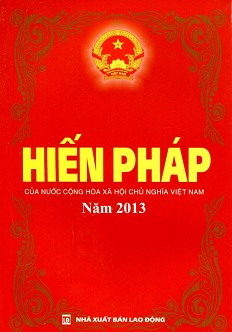 HIẾN PHÁP
CỦA NƯỚC CỘNG HÒA XÃ HỘI CHỦ NGHĨA VIỆT NAM
Năm 2013
NHÀ XUẤT BẢN LAO ĐỘNG